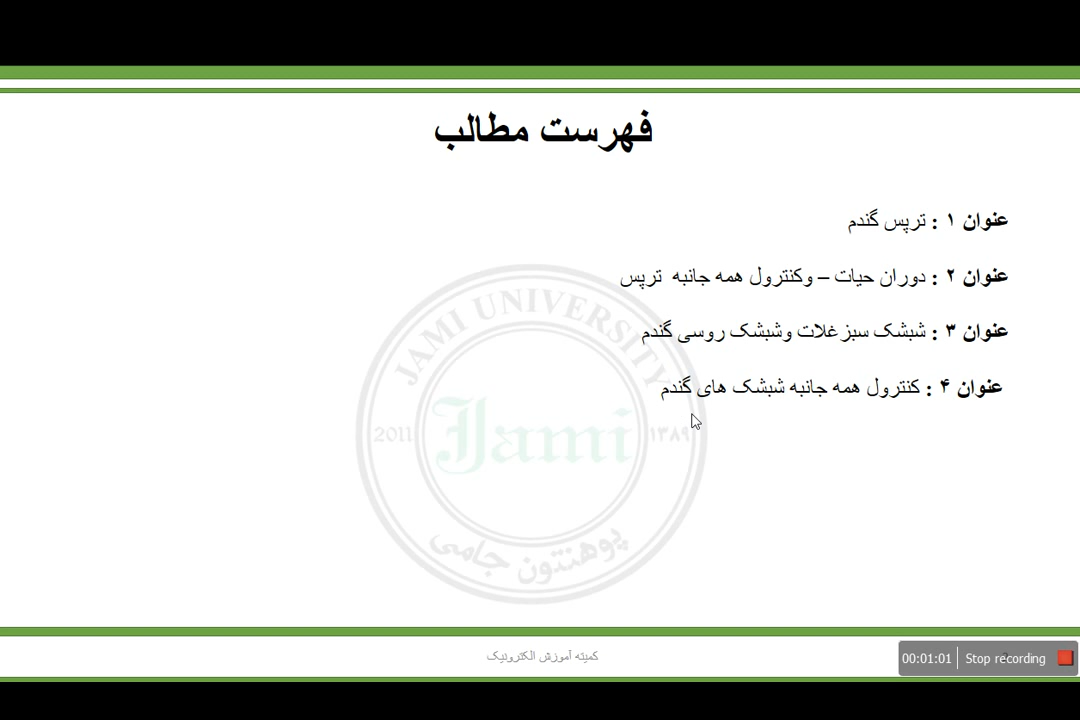 فهرست مطالب
عنوان ۱ : ترپس گندم
عنوان ۲ : دوران حیات – وکنترول همه جانبه ترپس
عنوان ۳ : شبشک سبز غلات وشبشک روسی گندم
عنوان ۴ : کنترول همه جانبه شبشک های گندم
JAMI UNIVERSITY
2011 Jami ۱۳۸۹
پوهنتون جامی
کمیته آموزش الکترونیک
00:01:01 Stop recording